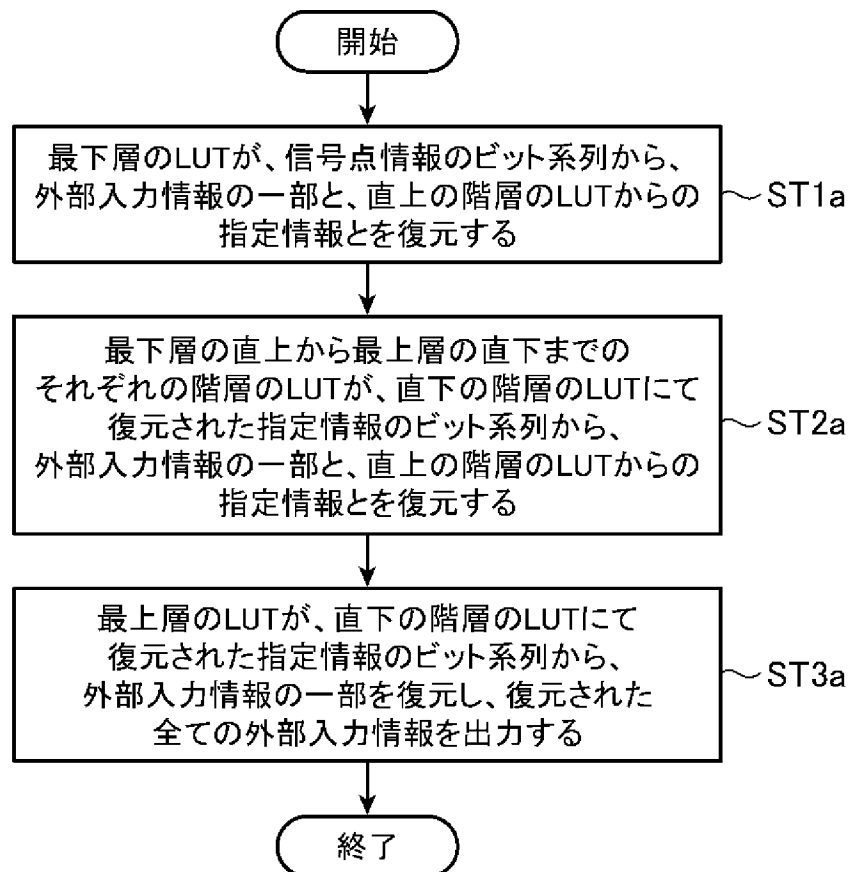 開始
最下層のLUTが、信号点情報のビット系列から、
外部入力情報の一部と、直上の階層のLUTからの
指定情報とを復元する
ST1a
最下層の直上から最上層の直下までの
それぞれの階層のLUTが、直下の階層のLUTにて
復元された指定情報のビット系列から、
外部入力情報の一部と、直上の階層のLUTからの
指定情報とを復元する
ST2a
最上層のLUTが、直下の階層のLUTにて
復元された指定情報のビット系列から、
外部入力情報の一部を復元し、復元された
全ての外部入力情報を出力する
ST3a
終了